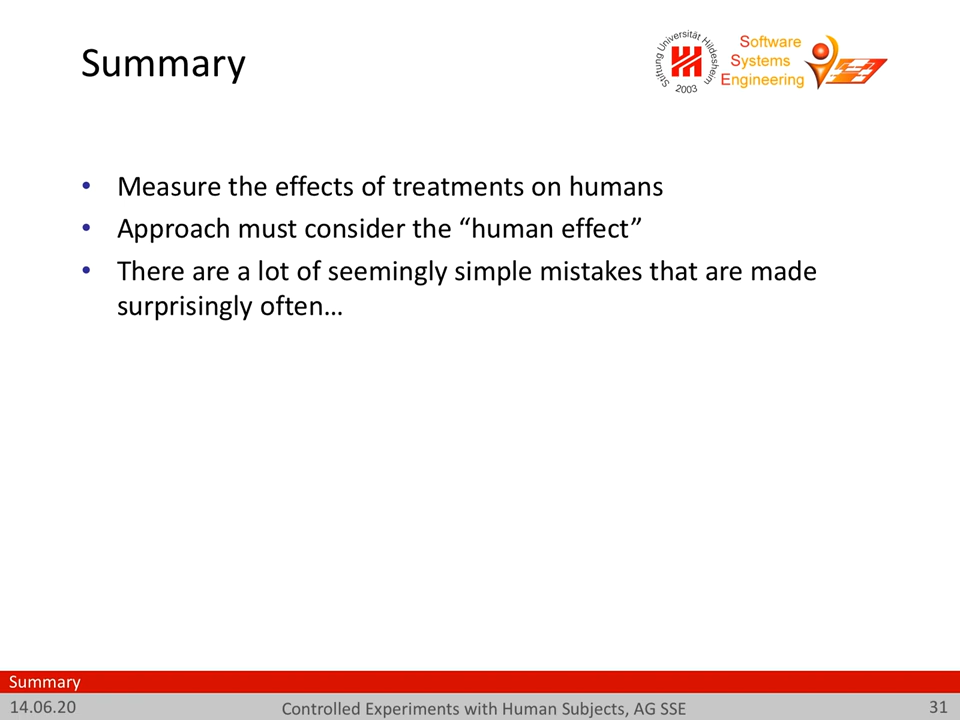 Summary
Stiftung Universität Hildesheim
2003
Software
Systems
Engineering
• Measure the effects of treatments on humans
• Approach must consider the “human effect”
• There are a lot of seemingly simple mistakes that are made
surprisingly often…
Summary
14.06.20
Controlled Experiments with Human Subjects, AG SSE
31